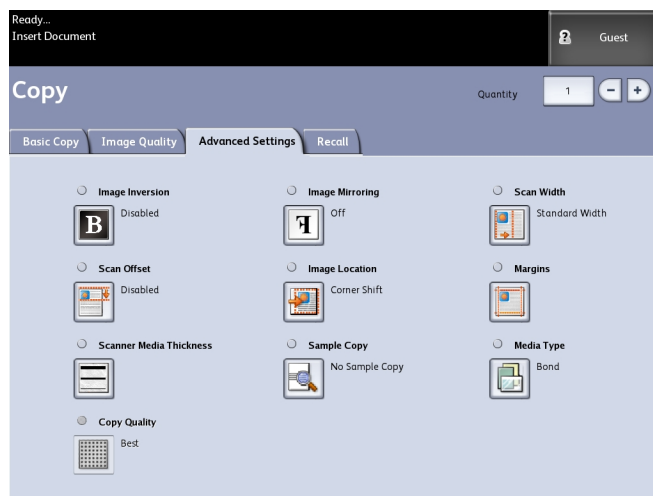 Ready...
Insert Document
Guest
Copy
Quantity
1
- +
Basic Copy Image Quality Advanced Settings Recall
Image Inversion Image Mirroring Scan Width
B
Disabled Off Standard Width
Scan Offset Image Location Margins
Disabled Corner Shift
Scanner Media Thickness Sample Copy Media Type
No Sample Copy Bond
Copy Quality
Best